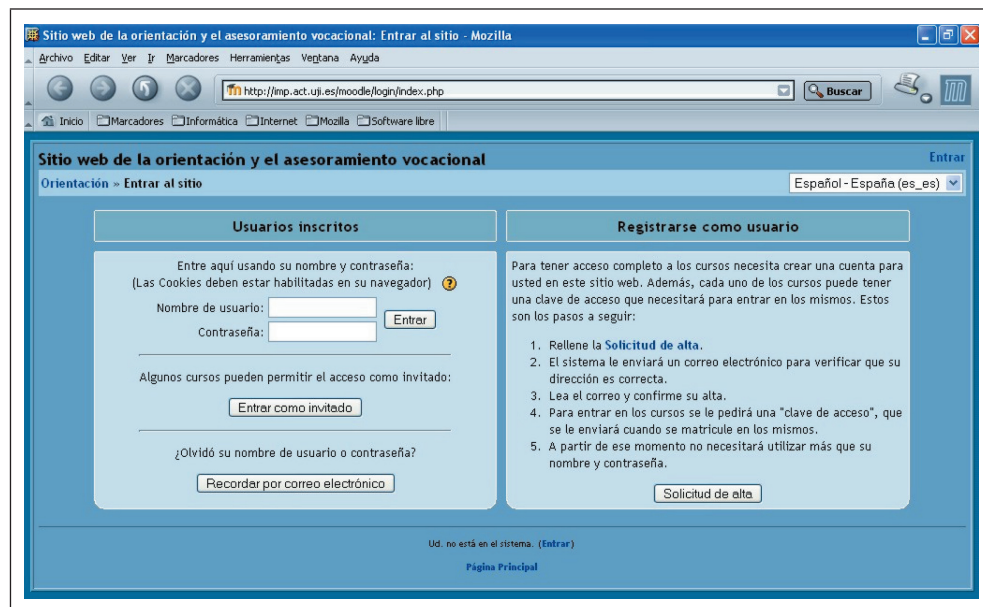 Sitio web de la orientación y el asesoramiento vocacional: Entrar al sitio - Mozilla
Archivo Editar Ver Ir Marcadores Herramientas Ventana Ayuda
http://imp.act.uji.es/moodle/login/index.php
Buscar
Inicio Marcadores Informática Internet Mozilla Software libre
Sitio web de la orientación y el asesoramiento vocacional
Entrar
Orientación » Entrar al sitio
Español - España (es_es)
Usuarios inscritos
Entre aquí usando su nombre y contraseña:
(Las Cookies deben estar habilitadas en su navegador) ?
Nombre de usuario:
Contraseña:
Entrar
Algunos cursos pueden permitir el acceso como invitado:
Entrar como invitado
¿Olvidó su nombre de usuario o contraseña?
Recordar por correo electrónico
Registrarse como usuario
Para tener acceso completo a los cursos necesita crear una cuenta para
usted en este sitio web. Además, cada uno de los cursos puede tener
una clave de acceso que necesitará para entrar en los mismos. Estos
son los pasos a seguir:
1. Rellene la Solicitud de alta.
2. El sistema le enviará un correo electrónico para verificar que su
dirección es correcta.
3. Lea el correo y confirme su alta.
4. Para entrar en los cursos se le pedirá una "clave de acceso", que
se le enviará cuando se matricule en los mismos.
5. A partir de ese momento no necesitará utilizar más que su
nombre y contraseña.
Solicitud de alta
Ud. no está en el sistema. (Entrar)
Página Principal